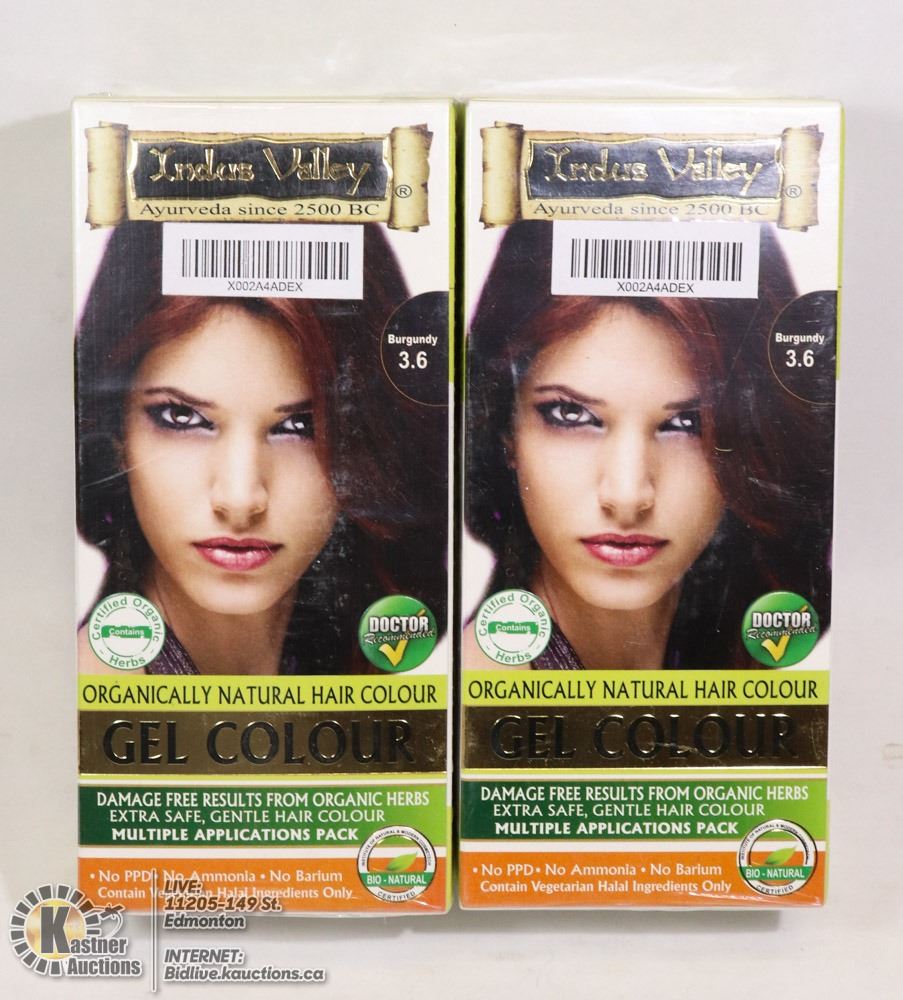 Indus Valley
®
Ayurveda since 2500 BC
X002A4ADEX
Burgundy
3.6
Certified Organic
Contains
Herbs
DOCTOR
Recommended
ORGANICALLY NATURAL HAIR COLOUR
GEL COLOUR
DAMAGE FREE RESULTS FROM ORGANIC HERBS
EXTRA SAFE, GENTLE HAIR COLOUR
MULTIPLE APPLICATIONS PACK
BIO - NATURAL
CERTIFIED
• No PPD • No Ammonia • No Barium
Contain Vegetarian Halal Ingredients Only
Indus Valley
®
Ayurveda since 2500 BC
X002A4ADEX
Burgundy
3.6
Certified Organic
Contains
Herbs
DOCTOR
Recommended
ORGANICALLY NATURAL HAIR COLOUR
GEL COLOUR
DAMAGE FREE RESULTS FROM ORGANIC HERBS
EXTRA SAFE, GENTLE HAIR COLOUR
MULTIPLE APPLICATIONS PACK
BIO - NATURAL
CERTIFIED
• No PPD • No Ammonia • No Barium
Contain Vegetarian Halal Ingredients Only
Kastner
Auctions
LIVE:
11205-149 St.
Edmonton
INTERNET:
Bidlive.kauctions.ca